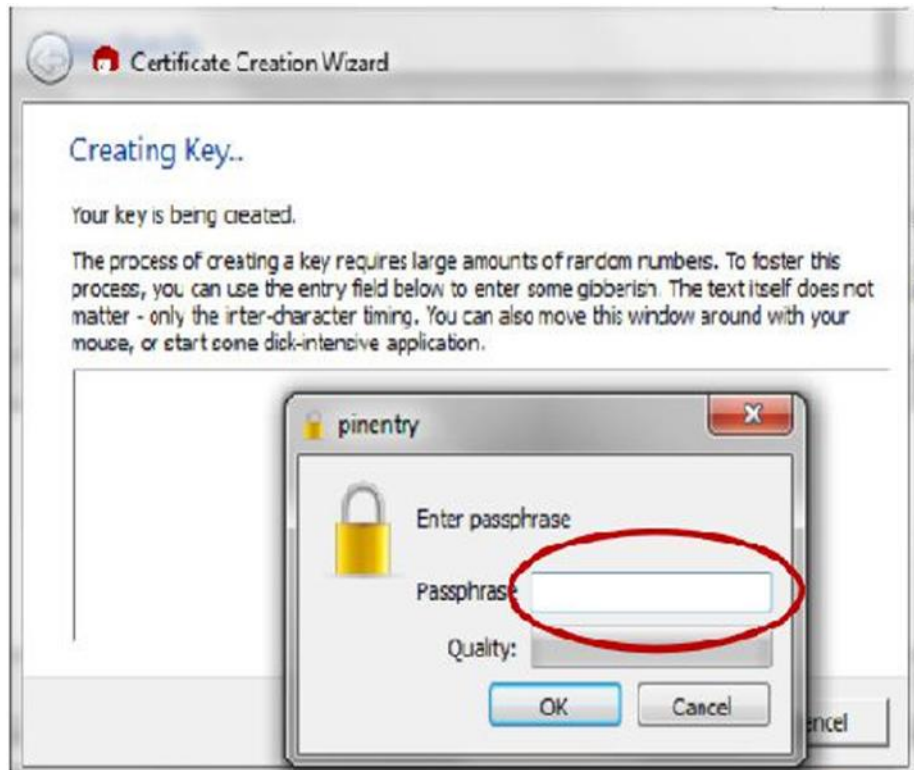 Certificate Creation Wizard
Creating Key..
Your key is being created.
The process of creating a key requires large amounts of random numbers. To foster this
process, you can use the entry field below to enter some gibberish. The text itself does not
matter - only the inter-character timing. You can also move this window around with your
mouse, or start some disk-intensive application.
pinentry
Enter passphrase
Passphrase
Quality:
OK
Cancel
ncel